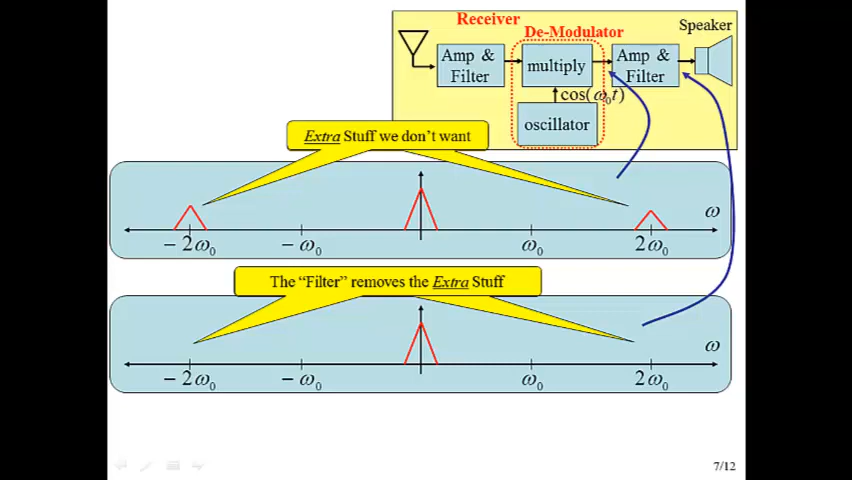 Receiver
Speaker
De-Modulator
Amp &
Filter
multiply
Amp &
Filter
cos(ω₀t)
oscillator
Extra Stuff we don't want
ω
− 2ω₀
− ω₀
ω₀
2ω₀
The “Filter” removes the Extra Stuff
ω
− 2ω₀
− ω₀
ω₀
2ω₀
7/12